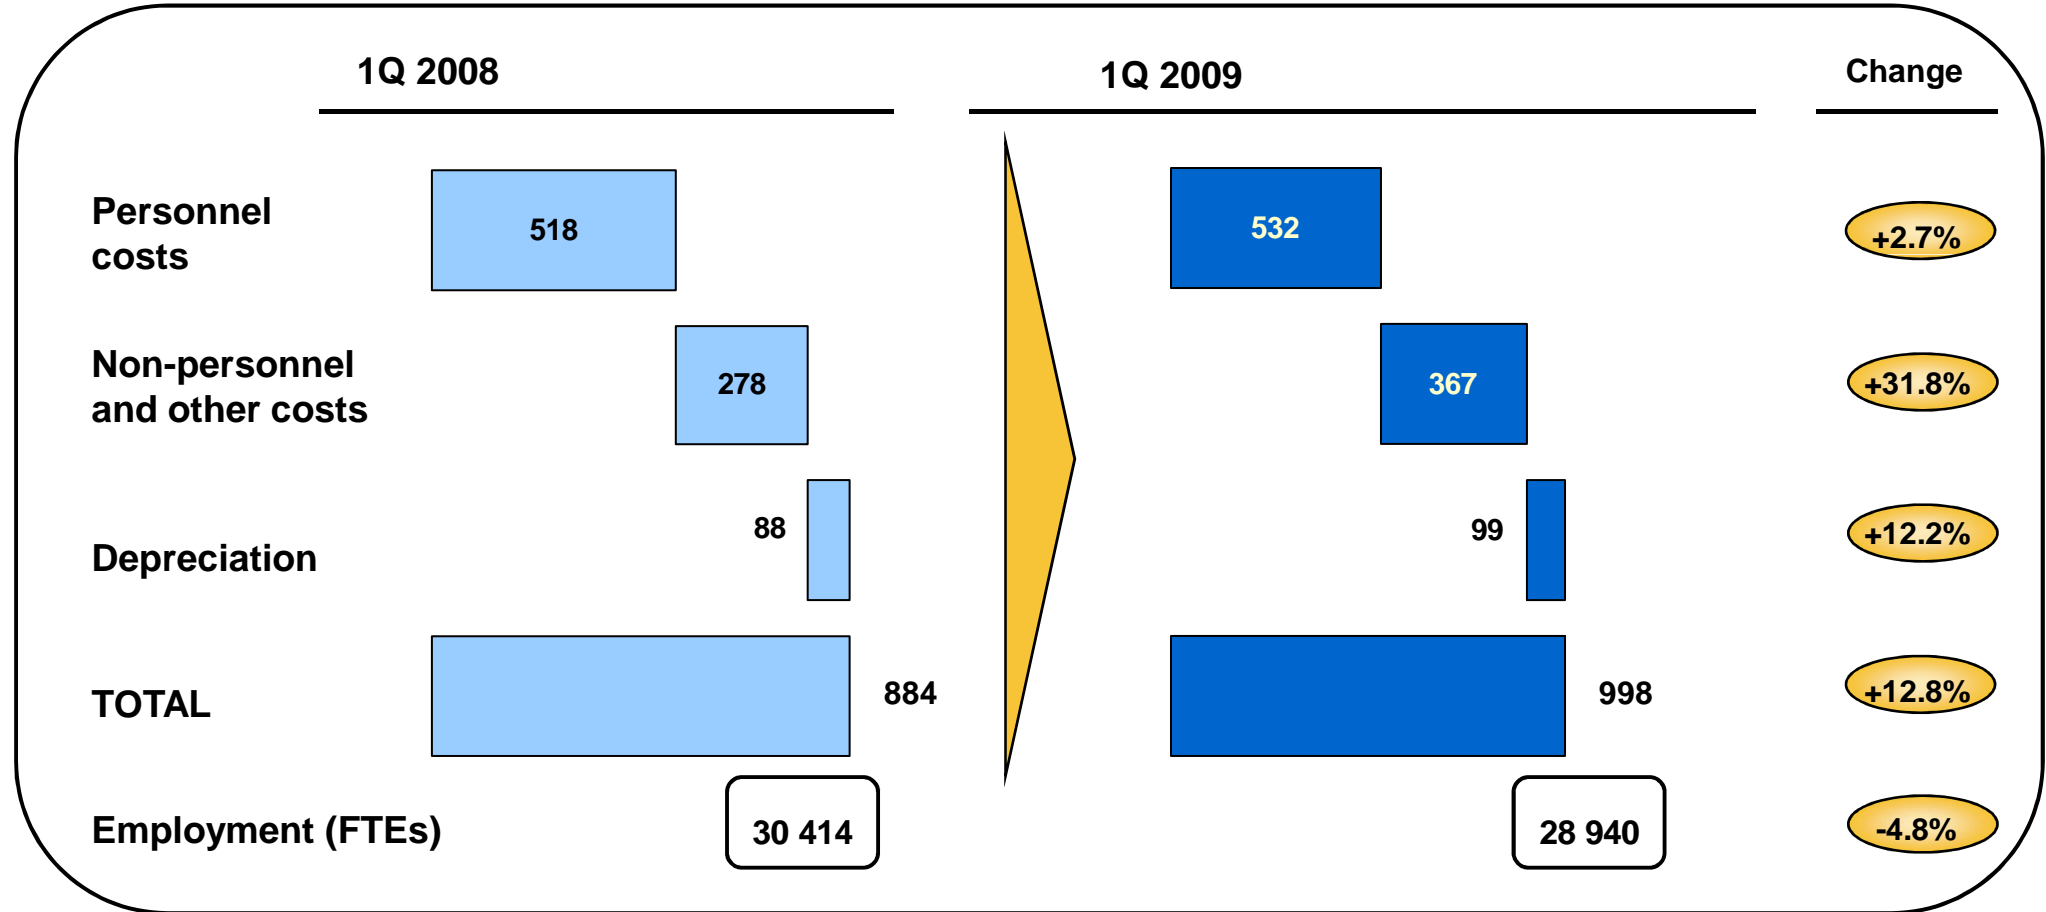 1Q 2008
1Q 2009
Change
Personnel
costs
518
532
+2.7%
Non-personnel
and other costs
278
367
+31.8%
Depreciation
88
99
+12.2%
TOTAL
884
998
+12.8%
Employment (FTEs)
30 414
28 940
-4.8%